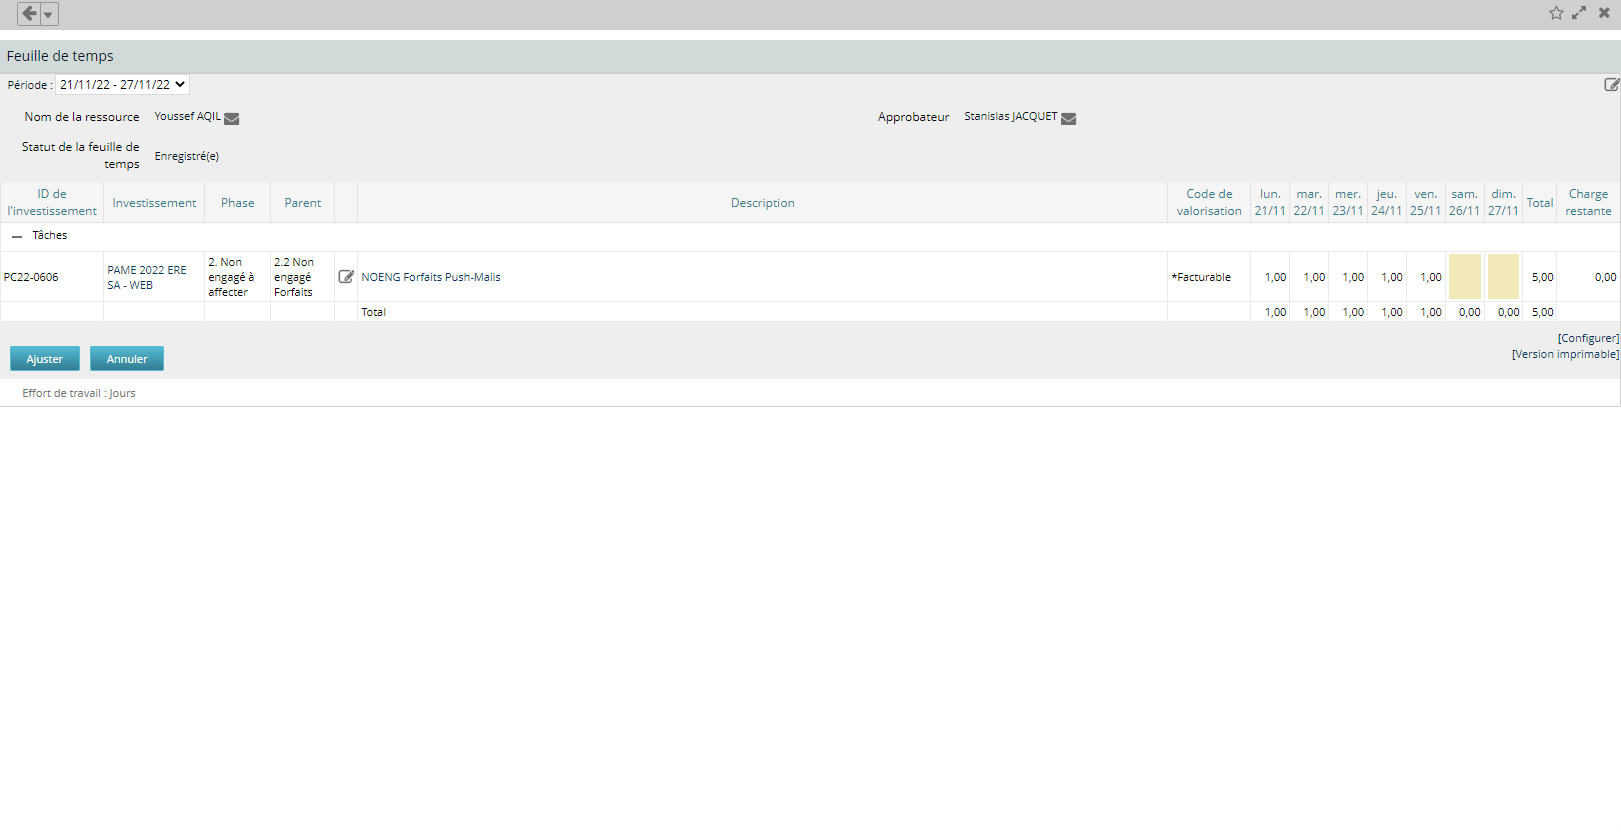 Feuille de temps
Période : 21/11/22 - 27/11/22
Nom de la ressource Youssef AQIL Approbateur Stanislas JACQUET
Statut de la feuille de
temps
Enregistré(e)
ID de
l'investissement
Investissement
Phase
Parent
Description
Code de
valorisation
lun.
21/11
mar.
22/11
mer.
23/11
jeu.
24/11
ven.
25/11
sam.
26/11
dim.
27/11
Total
Charge
restante
Tâches
PC22-0606
PAME 2022 ERE
SA - WEB
2. Non
engagé à
affecter
2.2 Non
engagé
Forfaits
NOENG Forfaits Push-Mails
*Facturable
1,00 1,00 1,00 1,00 1,00 5,00 0,00
Total 1,00 1,00 1,00 1,00 1,00 0,00 0,00 5,00
[Configurer]
[Version imprimable]
Ajuster Annuler
Effort de travail : Jours